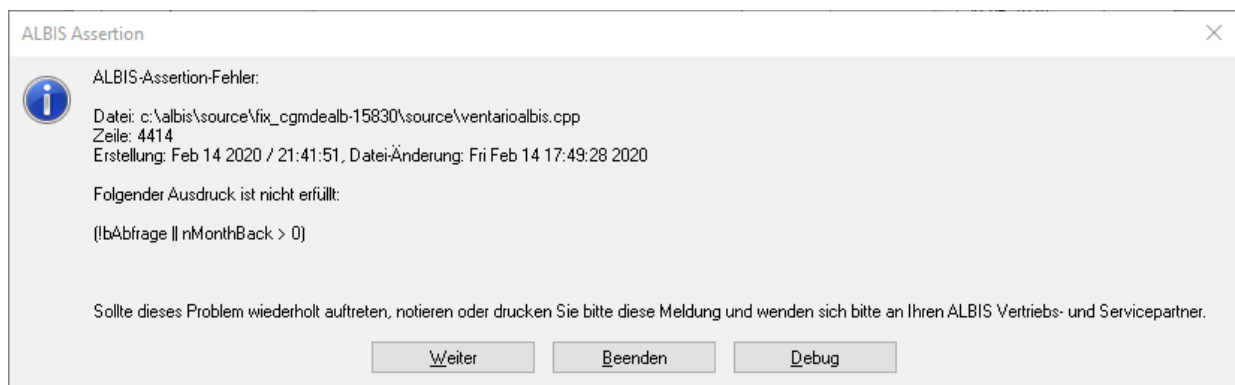 ALBIS Assertion
ALBIS-Assertion-Fehler:
Datei: c:\albis\source\fix_cgmdealb-15830\source\ventarioalbis.cpp
Zeile: 4414
Erstellung: Feb 14 2020 / 21:41:51, Datei-Änderung: Fri Feb 14 17:49:28 2020
Folgender Ausdruck ist nicht erfüllt:
(!bAbfrage || nMonthBack > 0)
Sollte dieses Problem wiederholt auftreten, notieren oder drucken Sie bitte diese Meldung und wenden sich bitte an Ihren ALBIS Vertriebs- und Servicepartner.
Weiter Beenden Debug